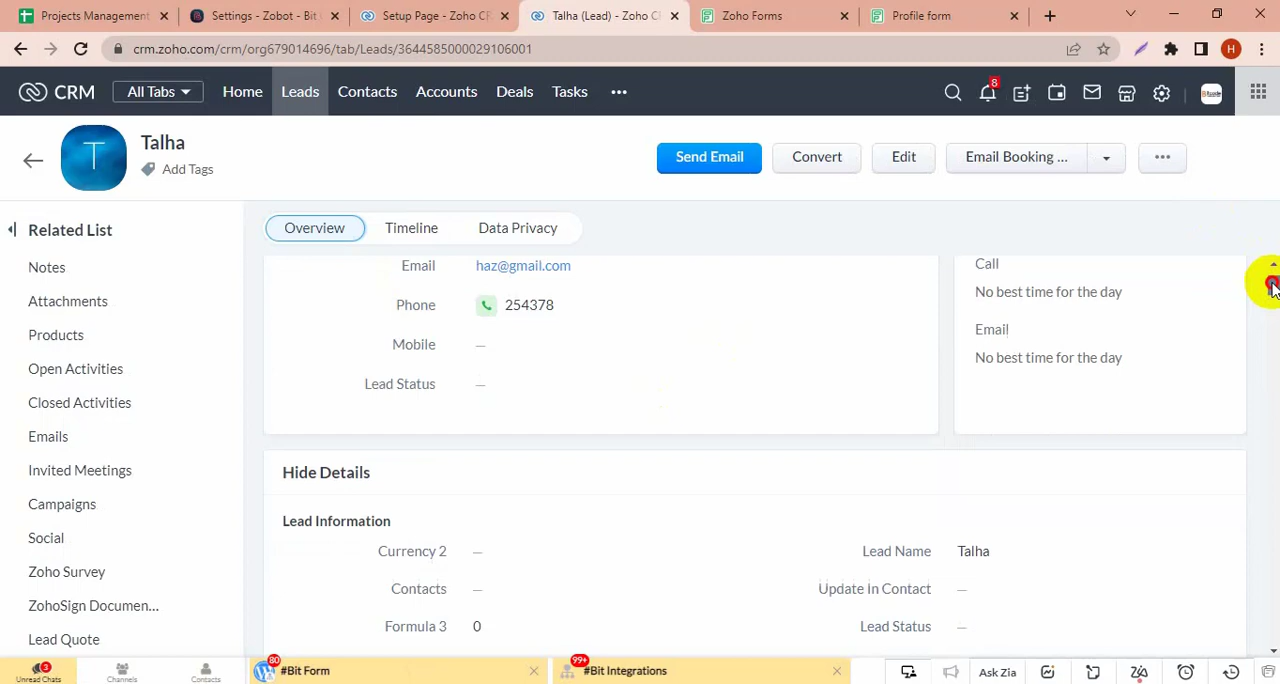 Projects Management
Settings - Zobot - Bit
Setup Page - Zoho CR
Talha (Lead) - Zoho C
Zoho Forms
Profile form
crm.zoho.com/crm/org679014696/tab/Leads/3644585000029106001
H
CRM
All Tabs
Home
Leads
Contacts
Accounts
Deals
Tasks
8
T
Talha
Add Tags
Send Email
Convert
Edit
Email Booking ...
Related List
Notes
Attachments
Products
Open Activities
Closed Activities
Emails
Invited Meetings
Campaigns
Social
Zoho Survey
ZohoSign Documen...
Lead Quote
Overview
Timeline
Data Privacy
Email haz@gmail.com
Phone 254378
Mobile —
Lead Status —
Call
No best time for the day
Email
No best time for the day
Hide Details
Lead Information
Currency 2 —
Lead Name Talha
Contacts —
Update In Contact —
Formula 3 0
Lead Status —
3
Unread Chats
Channels
Contacts
80
#Bit Form
99+
#Bit Integrations
Ask Zia